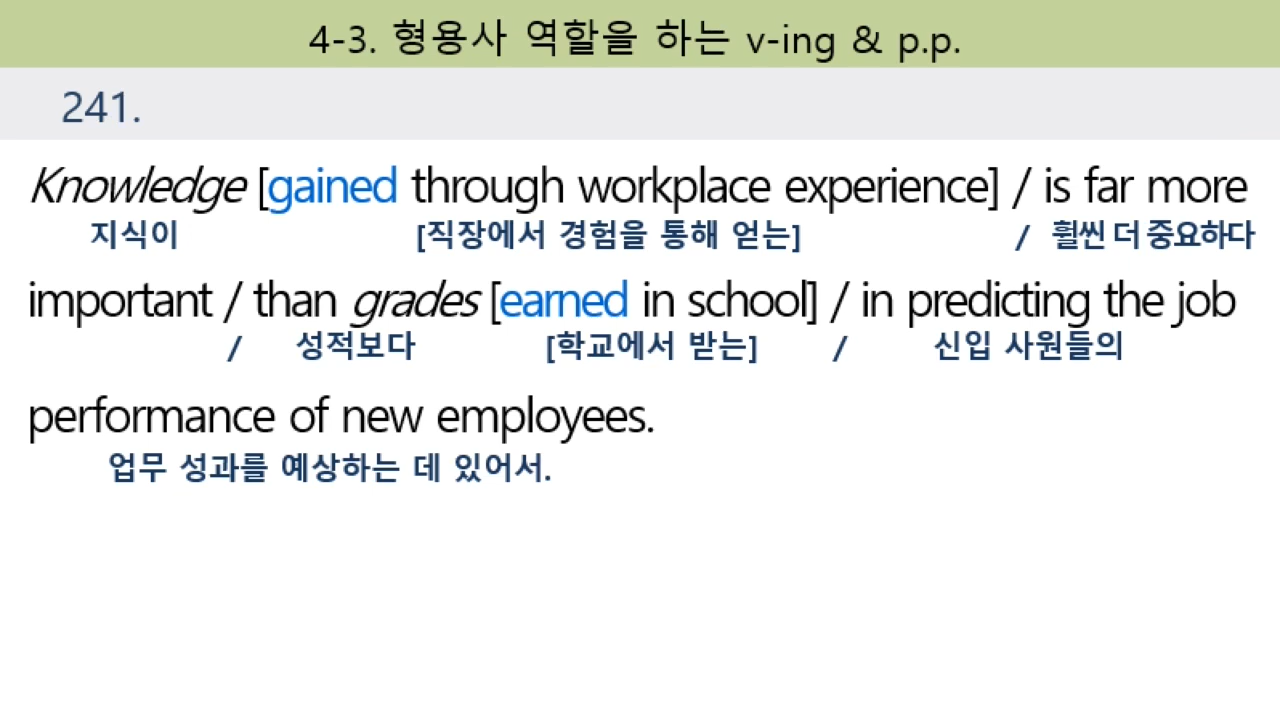 4-3. 형용사 역할을 하는 v-ing & p.p.
241.
Knowledge [gained through workplace experience] / is far more
지식이 [직장에서 경험을 통해 얻는] / 훨씬 더 중요하다
important / than grades [earned in school] / in predicting the job
/ 성적보다 [학교에서 받는] / 신입 사원들의
performance of new employees.
업무 성과를 예상하는 데 있어서.